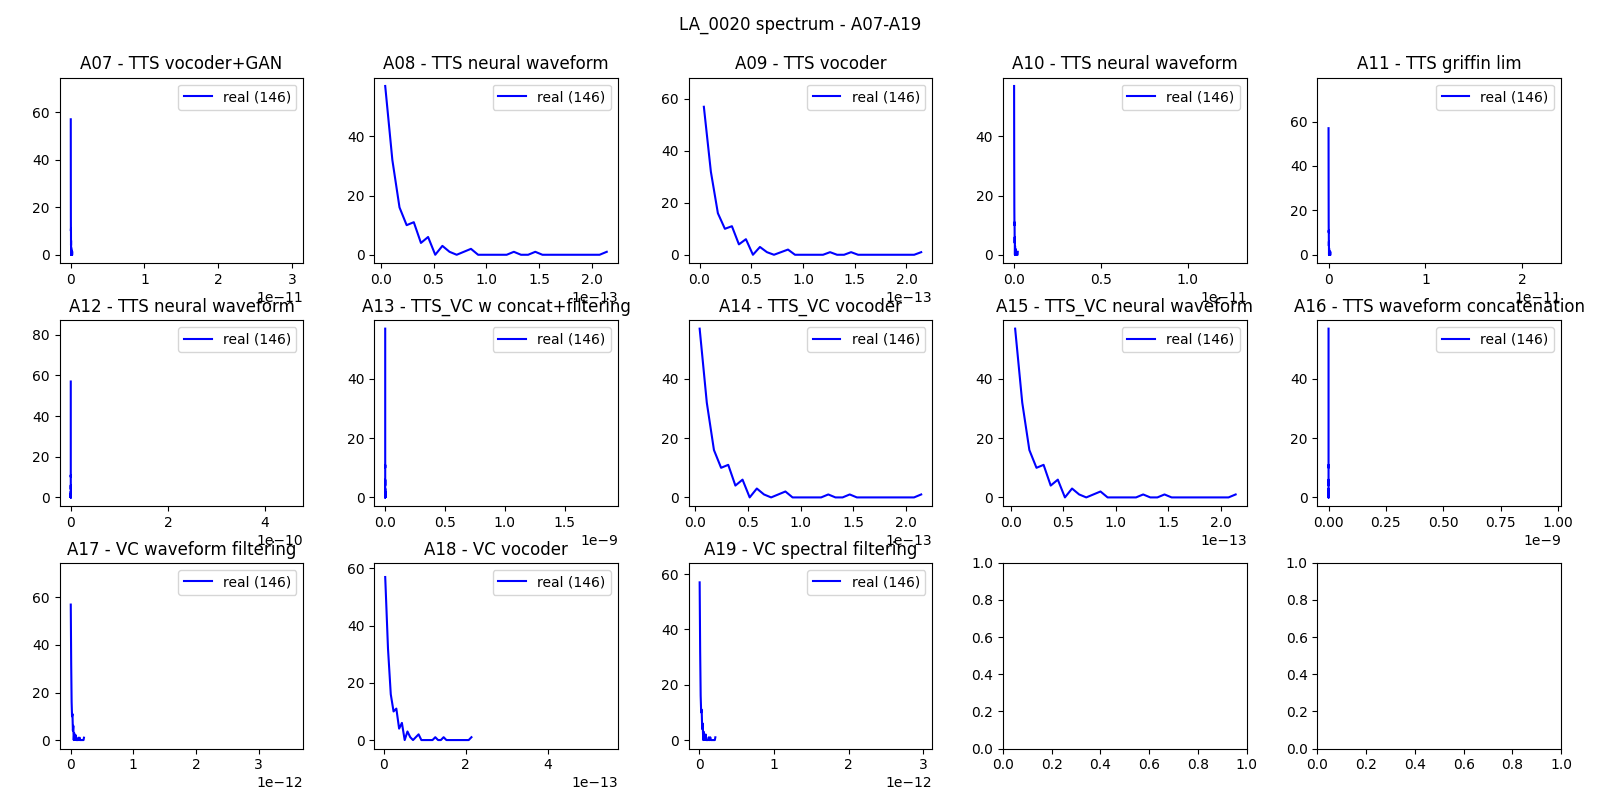 LA_0020 spectrum - A07-A19
A07 - TTS vocoder+GAN
real (146)
60
40
20
0
0 1 2 3
1e−11
A08 - TTS neural waveform
real (146)
40
20
0
0.0 0.5 1.0 1.5 2.0
1e−13
A09 - TTS vocoder
real (146)
60
40
20
0
0.0 0.5 1.0 1.5 2.0
1e−13
A10 - TTS neural waveform
real (146)
40
20
0
0.0 0.5 1.0
1e−11
A11 - TTS griffin lim
real (146)
60
40
20
0
0 1 2
1e−11
A12 - TTS neural waveform
real (146)
80
60
40
20
0
0 2 4
1e−10
A13 - TTS_VC w concat+filtering
real (146)
40
20
0
0.0 0.5 1.0 1.5
1e−9
A14 - TTS_VC vocoder
real (146)
40
20
0
0.0 0.5 1.0 1.5 2.0
1e−13
A15 - TTS_VC neural waveform
real (146)
40
20
0
0.0 0.5 1.0 1.5 2.0
1e−13
A16 - TTS waveform concatenation
real (146)
40
20
0
0.00 0.25 0.50 0.75 1.00
1e−9
A17 - VC waveform filtering
real (146)
60
40
20
0
0 1 2 3
1e−12
A18 - VC vocoder
real (146)
60
40
20
0
0 2 4
1e−13
A19 - VC spectral filtering
real (146)
60
40
20
0
0 1 2 3
1e−12
1.0
0.8
0.6
0.4
0.2
0.0
0.0 0.2 0.4 0.6 0.8 1.0
1.0
0.8
0.6
0.4
0.2
0.0
0.0 0.2 0.4 0.6 0.8 1.0